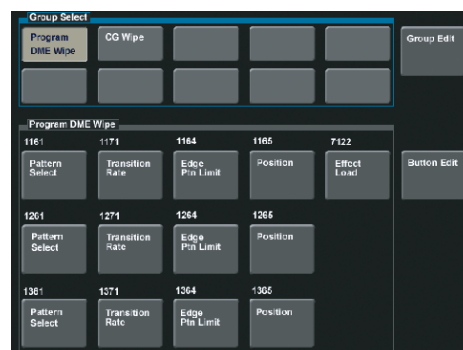 Group Select
Program
DME Wipe
CG Wipe
Group Edit
Program DME Wipe
1161 1171 1164 1165 7122
Pattern
Select
Transition
Rate
Edge
Ptn Limit
Position
Effect
Load
Button Edit
1261 1271 1264 1265
Pattern
Select
Transition
Rate
Edge
Ptn Limit
Position
1361 1371 1364 1365
Pattern
Select
Transition
Rate
Edge
Ptn Limit
Position